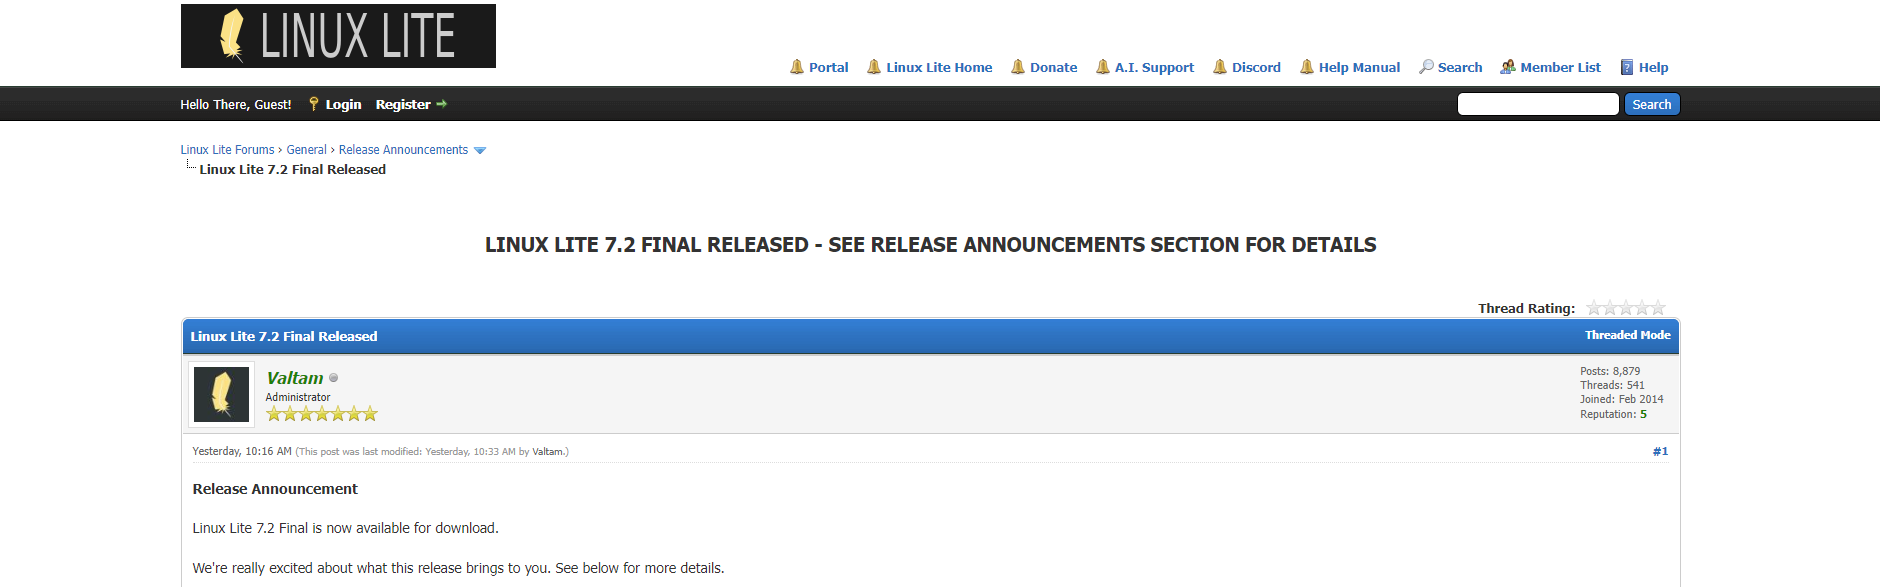 LINUX LITE
Portal Linux Lite Home Donate A.I. Support Discord Help Manual Search Member List Help
Hello There, Guest! Login Register Search
Linux Lite Forums › General › Release Announcements
Linux Lite 7.2 Final Released
LINUX LITE 7.2 FINAL RELEASED - SEE RELEASE ANNOUNCEMENTS SECTION FOR DETAILS
Thread Rating:
Linux Lite 7.2 Final Released Threaded Mode
Valtam
Administrator
Posts: 8,879
Threads: 541
Joined: Feb 2014
Reputation: 5
Yesterday, 10:16 AM (This post was last modified: Yesterday, 10:33 AM by Valtam.) #1
Release Announcement
Linux Lite 7.2 Final is now available for download.
We're really excited about what this release brings to you. See below for more details.